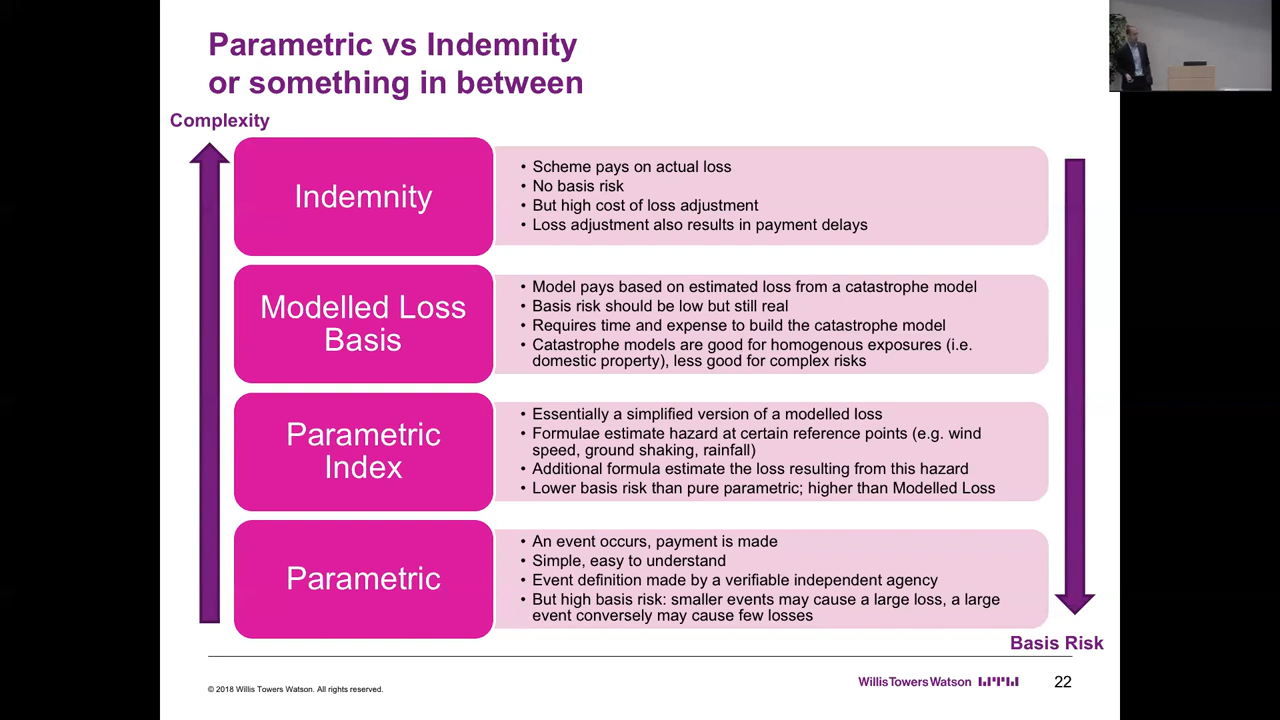 Parametric vs Indemnity
or something in between
Complexity
Indemnity
• Scheme pays on actual loss
• No basis risk
• But high cost of loss adjustment
• Loss adjustment also results in payment delays
Modelled Loss
Basis
• Model pays based on estimated loss from a catastrophe model
• Basis risk should be low but still real
• Requires time and expense to build the catastrophe model
• Catastrophe models are good for homogenous exposures (i.e.
domestic property), less good for complex risks
Parametric
Index
• Essentially a simplified version of a modelled loss
• Formulae estimate hazard at certain reference points (e.g. wind
speed, ground shaking, rainfall)
• Additional formula estimate the loss resulting from this hazard
• Lower basis risk than pure parametric; higher than Modelled Loss
Parametric
• An event occurs, payment is made
• Simple, easy to understand
• Event definition made by a verifiable independent agency
• But high basis risk: smaller events may cause a large loss, a large
event conversely may cause few losses
Basis Risk
© 2018 Willis Towers Watson. All rights reserved.
WillisTowersWatson
22